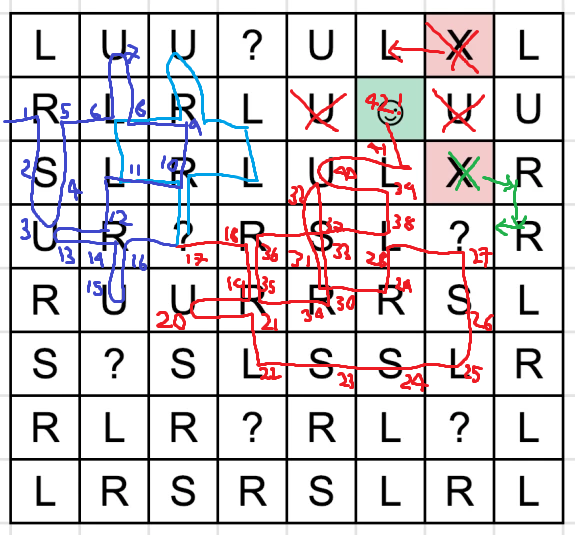 L U U ? U L X L
R L R L U ☺ U U
S L R L U L X R
U R ? R S L ? R
R U U R R R S L
S ? S L S S L R
R L R ? R L ? L
L R S R S L R L
1 5 6 7 8 9 42!
2 4 10 11 41 40 39
3 12 13 14 15 16 17 18 36 32 33 31 38 28 27
20 19 35 21 34 30 29 26
22 23 24 25